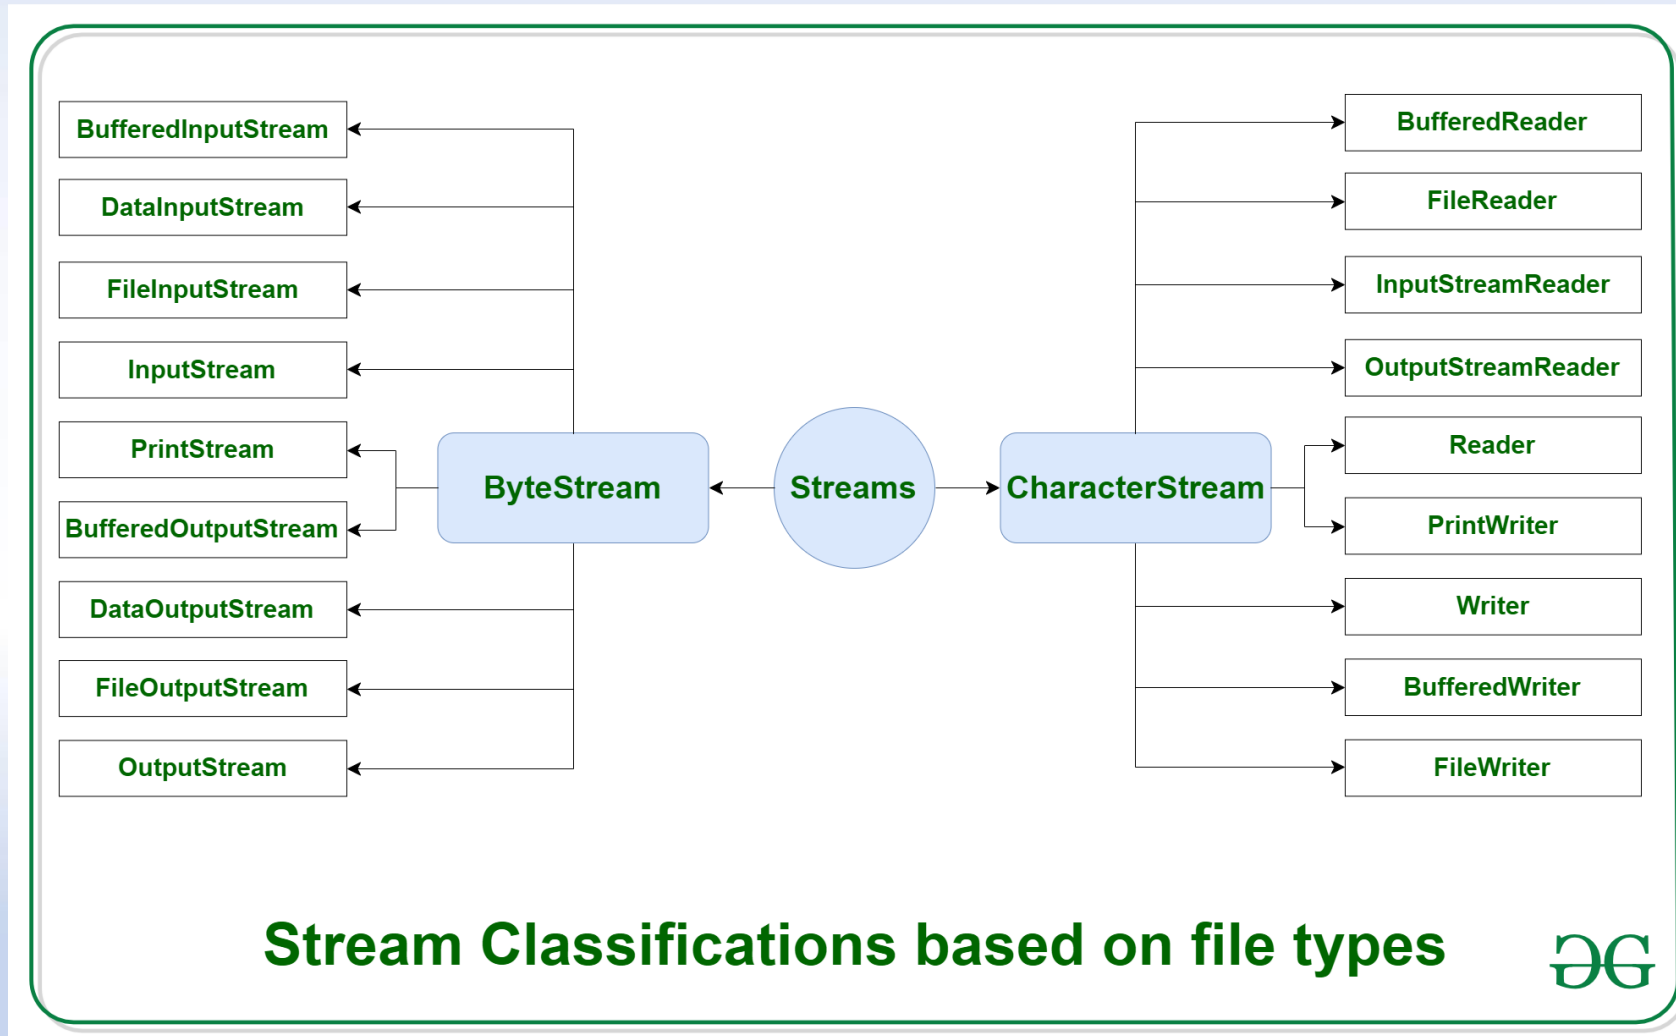 BufferedInputStream
DataInputStream
FileInputStream
InputStream
PrintStream
BufferedOutputStream
DataOutputStream
FileOutputStream
OutputStream
ByteStream
Streams
CharacterStream
BufferedReader
FileReader
InputStreamReader
OutputStreamReader
Reader
PrintWriter
Writer
BufferedWriter
FileWriter
Stream Classifications based on file types